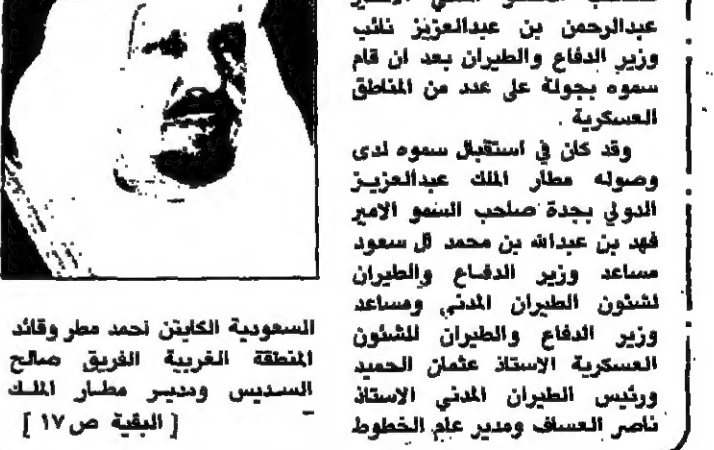 عبدالرحمن بن عبدالعزيز نائب
وزير الدفاع والطيران بعد ان قام
سموه بجولة على عدد من المناطق
العسكرية .
وقد كان في استقبال سموه لدى
وصوله مطار الملك عبدالعزيز
الدولي بجدة صاحب السمو الامير
فهد بن عبدالله بن محمد آل سعود
مساعد وزير الدفاع والطيران
لشئون الطيران المدني ومساعد
وزير الدفاع والطيران للشئون
العسكرية الاستاذ عثمان الحميد
ورئيس الطيران المدني الاستاذ
ناصر العساف ومدير عام الخطوط
السعودية الكابتن احمد مطر وقائد
المنطقة الغربية الفريق صالح
السديس ومدير مطار الملك
[ البقية ص ١٧ ]